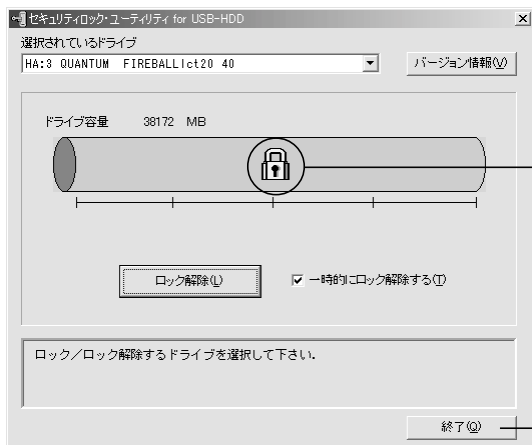 セキュリティロック・ユーティリティ for USB-HDD
選択されているドライブ
HA:3 QUANTUM FIREBALLlct20 40
バージョン情報(V)
ドライブ容量 38172 MB
ロック解除(L)
一時的にロック解除する(T)
ロック／ロック解除するドライブを選択して下さい.
終了(Q)